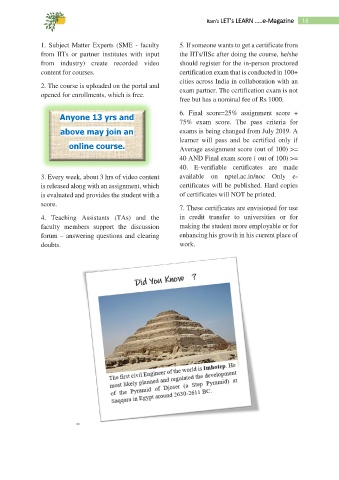 Ram's LET's LEARN .....e-Magazine 18
1. Subject Matter Experts (SME - faculty
from IITs or partner institutes with input
from industry) create recorded video
content for courses.
2. The course is uploaded on the portal and
opened for enrollments, which is free.
Anyone 13 yrs and
above may join an
online course.
3. Every week, about 3 hrs of video content
is released along with an assignment, which
is evaluated and provides the student with a
score.
4. Teaching Assistants (TAs) and the
faculty members support the discussion
forum – answering questions and clearing
doubts.
5. If someone wants to get a certificate from
the IITs/IISc after doing the course, he/she
should register for the in-person proctored
certification exam that is conducted in 100+
cities across India in collaboration with an
exam partner. The certification exam is not
free but has a nominal fee of Rs 1000.
6. Final score=25% assignment score +
75% exam score. The pass criteria for
exams is being changed from July 2019. A
learner will pass and be certified only if
Average assignment score (out of 100) >=
40 AND Final exam score ( out of 100) >=
40. E-verifiable certificates are made
available on nptel.ac.in/noc Only e-
certificates will be published. Hard copies
of certificates will NOT be printed.
7. These certificates are envisioned for use
in credit transfer to universities or for
making the student more employable or for
enhancing his growth in his current place of
work.
Did You Know ?
The first civil Engineer of the world is Imhotep. He
most likely planned and regulated the development
of the Pyramid of Djoser (a Step Pyramid) at
Saqqara in Egypt around 2630-2611 BC.